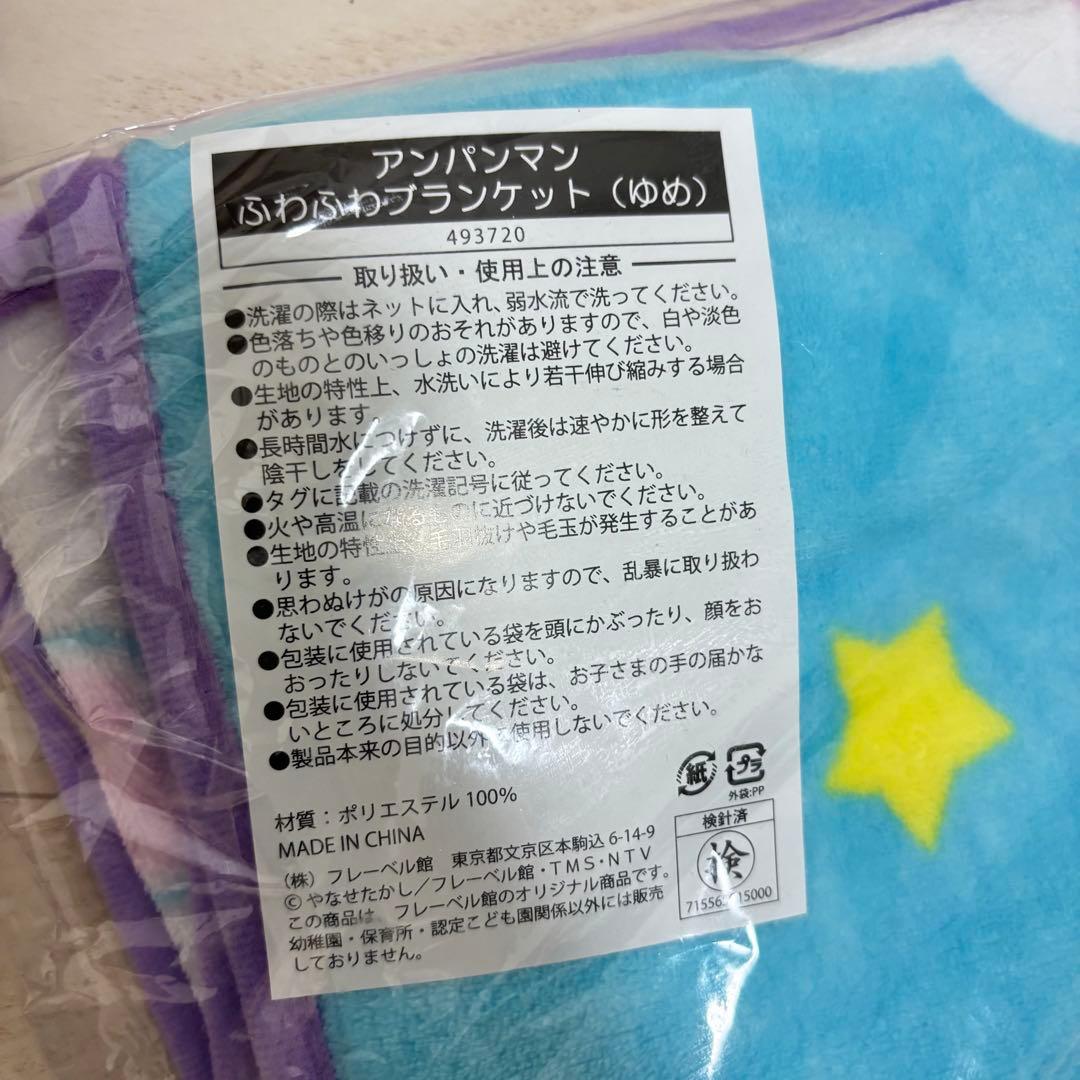 アンパンマン
ふわふわブランケット（ゆめ）
493720
取り扱い・使用上の注意
●洗濯の際はネットに入れ、弱水流で洗ってください。
●色落ちや色移りのおそれがありますので、白や淡色
のものとのいっしょの洗濯は避けてください。
●生地の特性上、水洗いにより若干伸び縮みする場合
があります。
●長時間水につけずに、洗濯後は速やかに形を整えて
陰干しをしてください。
●タグに記載の洗濯記号に従ってください。
●火や高温になるものに近づけないでください。
●生地の特性上、毛羽抜けや毛玉が発生することがあ
ります。
●思わぬけがの原因になりますので、乱暴に取り扱わ
ないでください。
●包装に使用されている袋を頭にかぶったり、顔をお
おったりしないでください。
●包装に使用されている袋は、お子さまの手の届かな
いところに処分してください。
●製品本来の目的以外に使用しないでください。
紙 プラ
外袋:PP
材質：ポリエステル 100%
MADE IN CHINA
検針済
検
（株）フレーベル館　東京都文京区本駒込 6-14-9
©やなせたかし／フレーベル館・TMS・NTV
この商品は　フレーベル館のオリジナル商品です。
幼稚園・保育所・認定こども園関係以外には販売
しておりません。